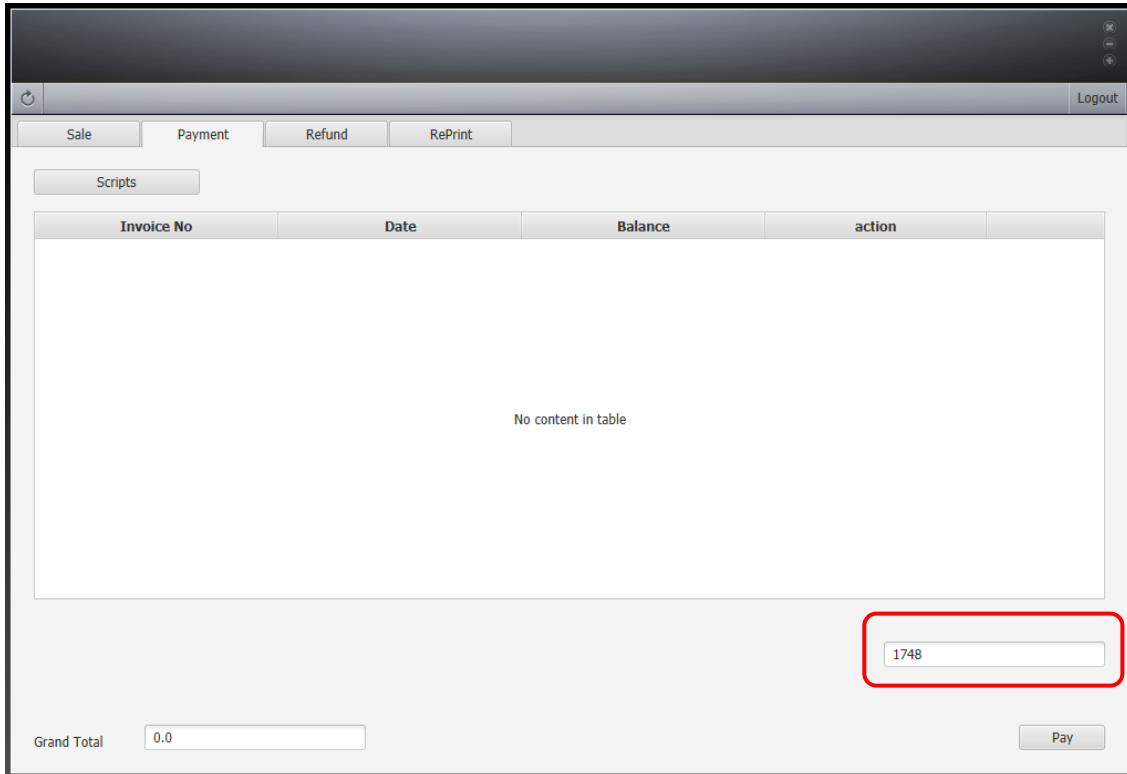 Logout
Sale Payment Refund RePrint
Scripts
Invoice No Date Balance action
No content in table
1748
Grand Total 0.0 Pay